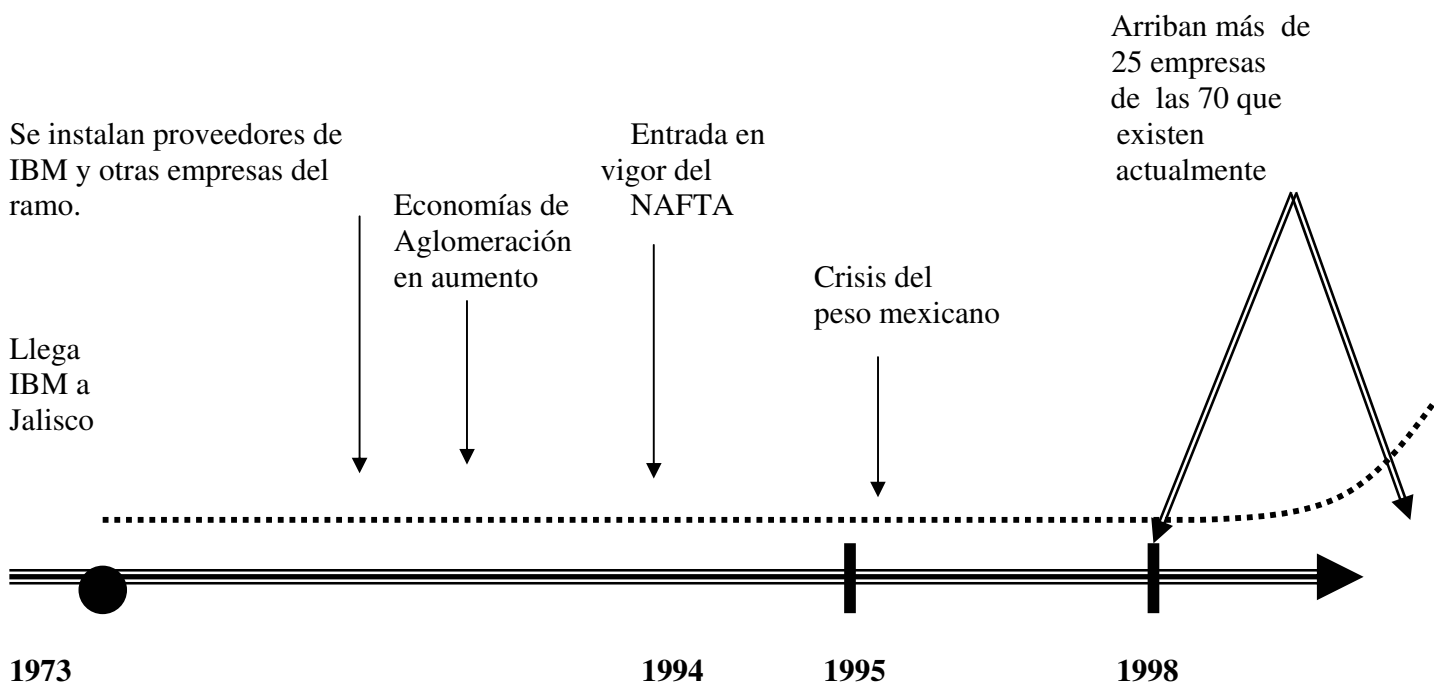 Arriban más de
25 empresas
de las 70 que
existen
actualmente
Se instalan proveedores de
IBM y otras empresas del
ramo.
Entrada en
vigor del
NAFTA
Economías de
Aglomeración
en aumento
Crisis del
peso mexicano
Llega
IBM a
Jalisco
1973
1994
1995
1998